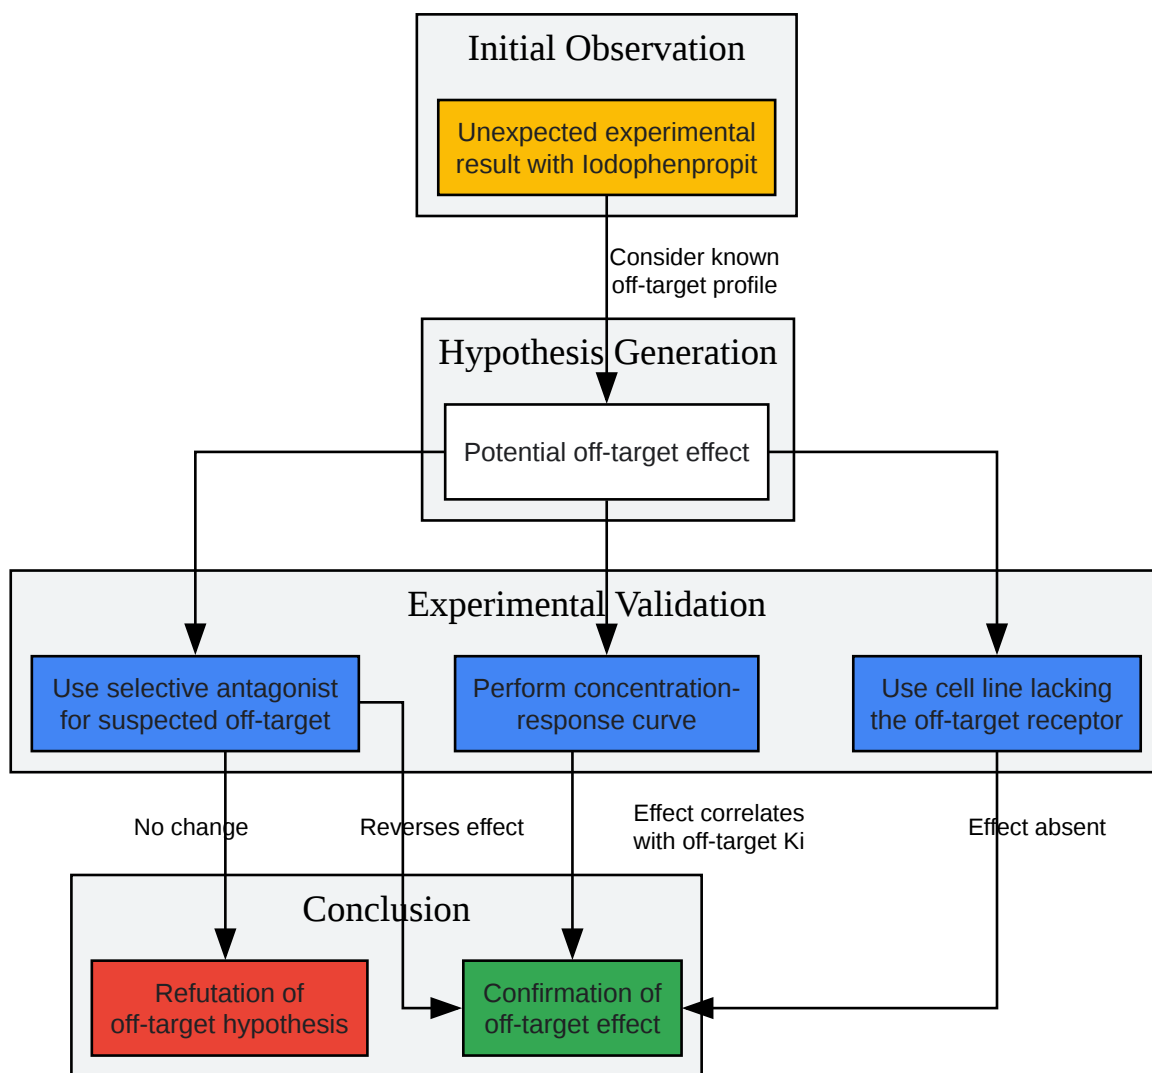 Initial Observation
Unexpected experimental
result with Iodophenpropit
Consider known
off-target profile
Hypothesis Generation
Potential off-target effect
Experimental Validation
Use selective antagonist
for suspected off-target
Perform concentration-
response curve
Use cell line lacking
the off-target receptor
No change
Reverses effect
Effect correlates
with off-target Ki
Effect absent
Conclusion
Refutation of
off-target hypothesis
Confirmation of
off-target effect